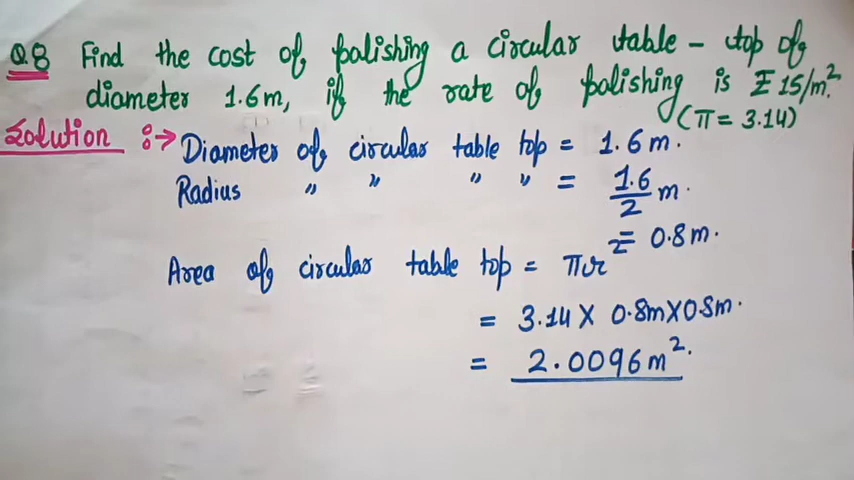 Q.8 Find the cost of polishing a circular table - top of
diameter 1.6m, if the rate of polishing is ₹ 15/m².
(π = 3.14)
Solution :→ Diameter of circular table top = 1.6 m.
Radius " " " " = 1.6/2 m.
= 0.8 m.
Area of circular table top = πr²
= 3.14 X 0.8m X 0.8m.
= 2.0096 m².